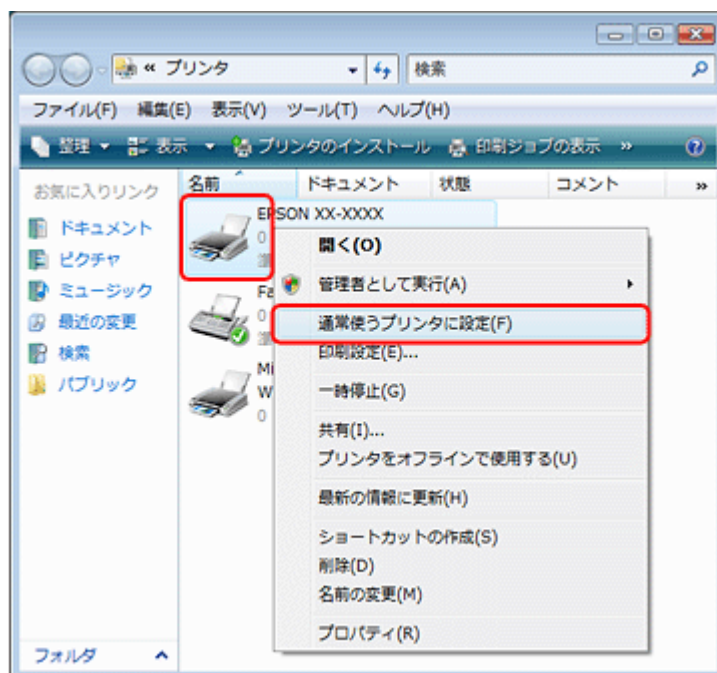 « プリンタ
検索
ファイル(F) 編集(E) 表示(V) ツール(T) ヘルプ(H)
整理 表示 プリンタのインストール 印刷ジョブの表示 »
お気に入りリンク
ドキュメント
ピクチャ
ミュージック
最近の変更
検索
パブリック
フォルダ
名前 ドキュメント 状態 コメント »
EPSON XX-XXXX
0
準
Fa
0
準
Mi
W
0
開く(O)
管理者として実行(A)
通常使うプリンタに設定(F)
印刷設定(E)...
一時停止(G)
共有(I)...
プリンタをオフラインで使用する(U)
最新の情報に更新(H)
ショートカットの作成(S)
削除(D)
名前の変更(M)
プロパティ(R)